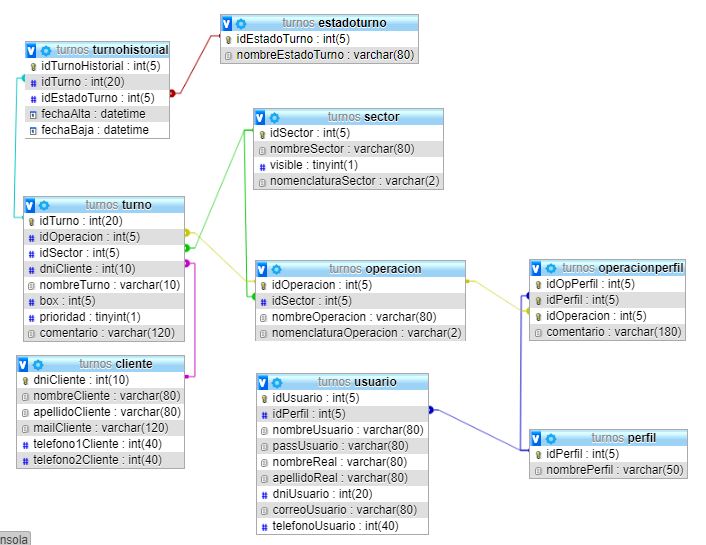 turnos estadoturno
idEstadoTurno : int(5)
nombreEstadoTurno : varchar(80)
turnos turnohistorial
idTurnoHistorial : int(5)
idTurno : int(20)
idEstadoTurno : int(5)
fechaAlta : datetime
fechaBaja : datetime
turnos sector
idSector : int(5)
nombreSector : varchar(80)
visible : tinyint(1)
nomenclaturaSector : varchar(2)
turnos turno
idTurno : int(20)
idOperacion : int(5)
idSector : int(5)
dniCliente : int(10)
nombreTurno : varchar(10)
box : int(5)
prioridad : tinyint(1)
comentario : varchar(120)
turnos operacion
idOperacion : int(5)
idSector : int(5)
nombreOperacion : varchar(80)
nomenclaturaOperacion : varchar(2)
turnos operacionperfil
idOpPerfil : int(5)
idPerfil : int(5)
idOperacion : int(5)
comentario : varchar(180)
turnos cliente
dniCliente : int(10)
nombreCliente : varchar(80)
apellidoCliente : varchar(80)
mailCliente : varchar(120)
telefono1Cliente : int(40)
telefono2Cliente : int(40)
turnos usuario
idUsuario : int(5)
idPerfil : int(5)
nombreUsuario : varchar(80)
passUsuario : varchar(80)
nombreReal : varchar(80)
apellidoReal : varchar(80)
dniUsuario : int(20)
correoUsuario : varchar(80)
telefonoUsuario : int(40)
turnos perfil
idPerfil : int(5)
nombrePerfil : varchar(50)
nsola